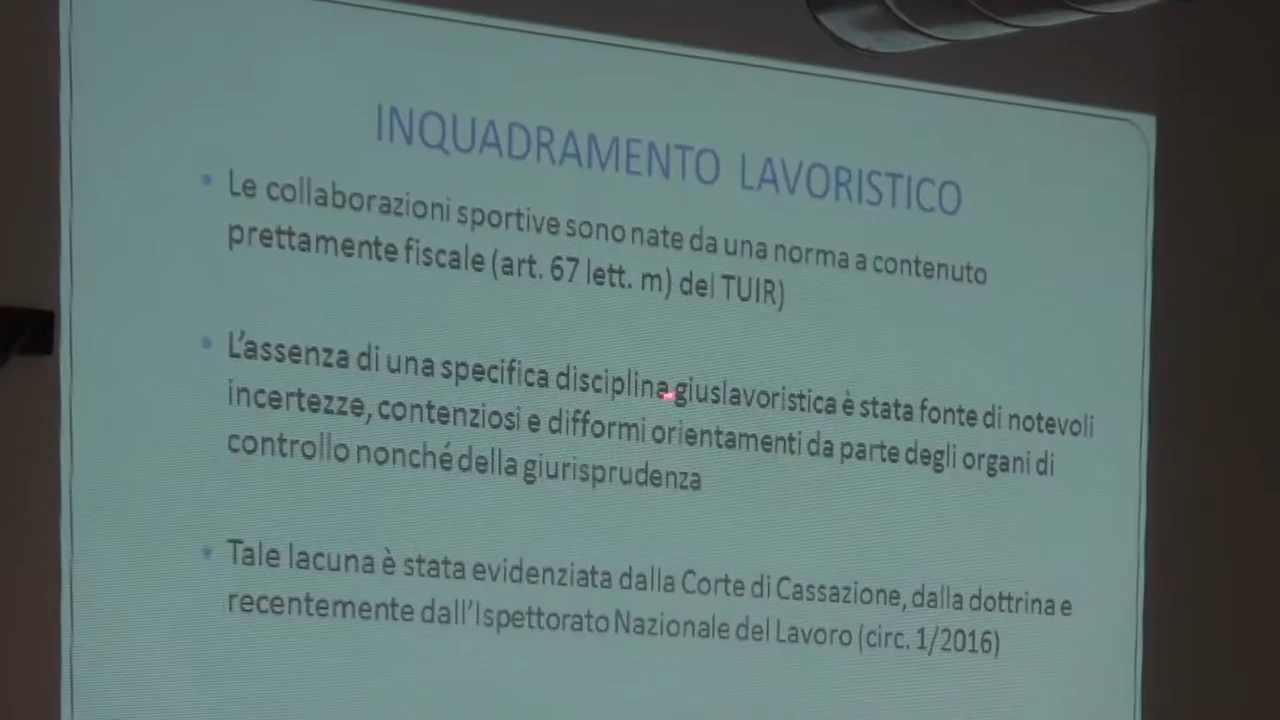 INQUADRAMENTO LAVORISTICO
• Le collaborazioni sportive sono nate da una norma a contenuto
prettamente fiscale (art. 67 lett. m) del TUIR)
• L'assenza di una specifica disciplina giuslavoristica è stata fonte di notevoli
incertezze, contenziosi e difformi orientamenti da parte degli organi di
controllo nonché della giurisprudenza
• Tale lacuna è stata evidenziata dalla Corte di Cassazione, dalla dottrina e
recentemente dall'Ispettorato Nazionale del Lavoro (circ. 1/2016)